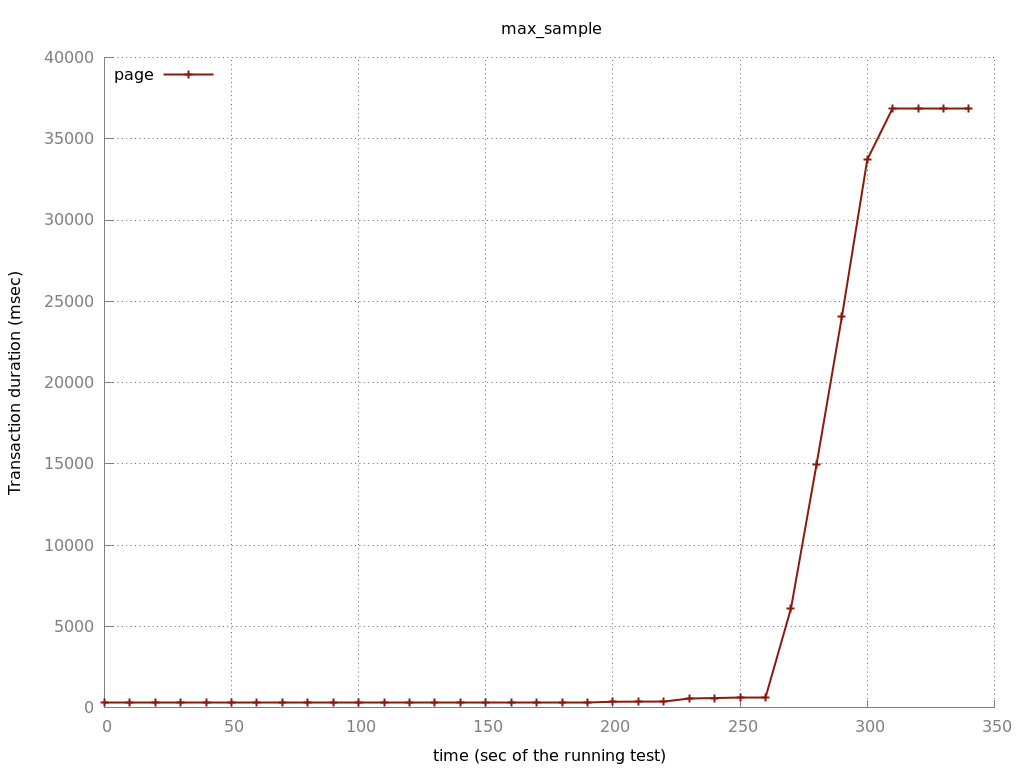 max_sample
40000
35000
30000
25000
20000
15000
10000
5000
0
page
Transaction duration (msec)
0 50 100 150 200 250 300 350
time (sec of the running test)